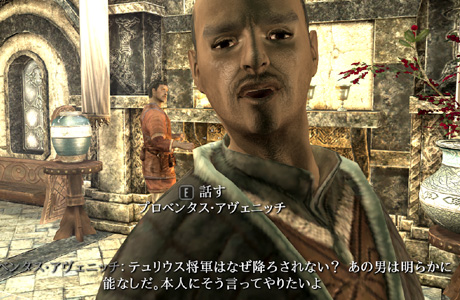 E 話す
プロベンタス・アヴェニッチ
ベンタス・アヴェニッチ: テュリウス将軍はなぜ降ろされない? あの男は明らかに
能なしだ。本人にそう言ってやりたいよ